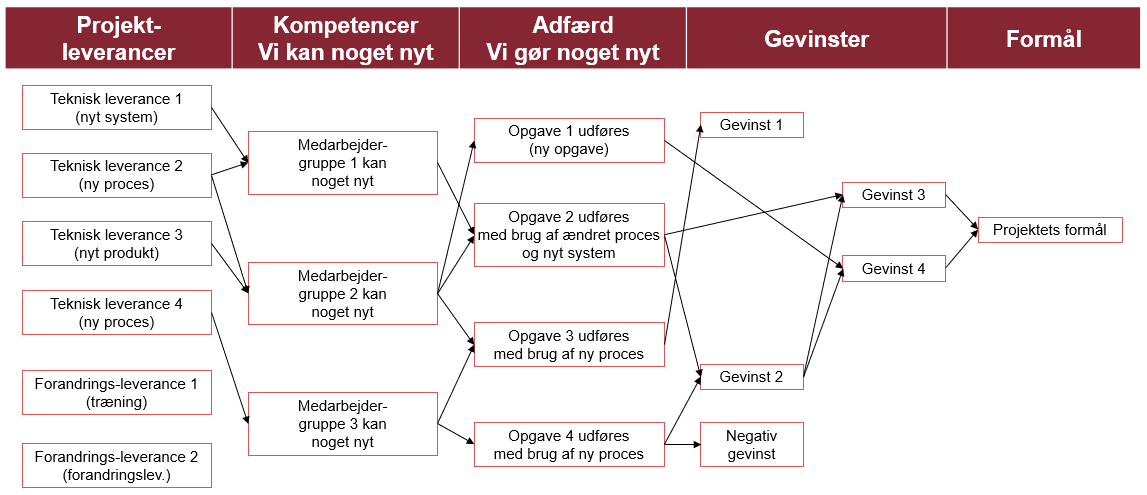 Projekt-
leverancer
Kompetencer
Vi kan noget nyt
Adfærd
Vi gør noget nyt
Gevinster
Formål
Teknisk leverance 1
(nyt system)
Teknisk leverance 2
(ny proces)
Teknisk leverance 3
(nyt produkt)
Teknisk leverance 4
(ny proces)
Forandrings-leverance 1
(træning)
Forandrings-leverance 2
(forandringslev.)
Medarbejder-
gruppe 1 kan
noget nyt
Medarbejder-
gruppe 2 kan
noget nyt
Medarbejder-
gruppe 3 kan
noget nyt
Opgave 1 udføres
(ny opgave)
Opgave 2 udføres
med brug af ændret proces
og nyt system
Opgave 3 udføres
med brug af ny proces
Opgave 4 udføres
med brug af ny proces
Gevinst 1
Gevinst 2
Negativ
gevinst
Gevinst 3
Gevinst 4
Projektets formål